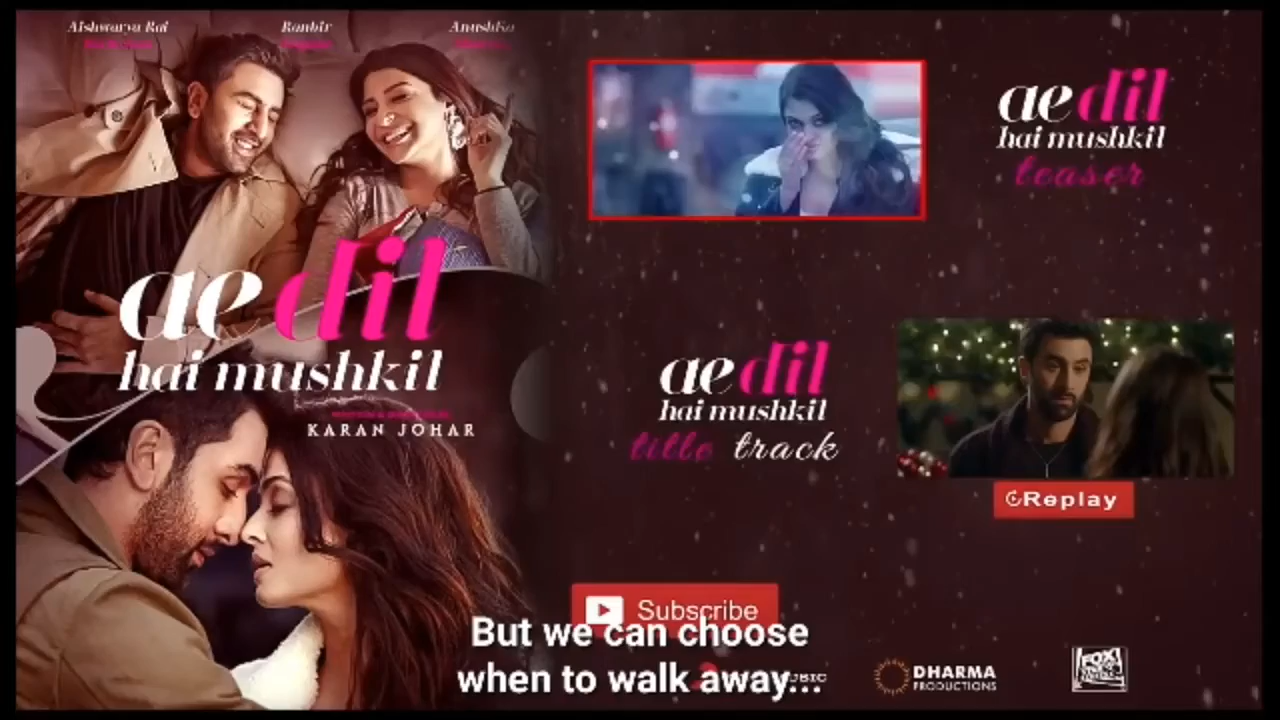 Aishwarya Rai Ranbir Anushka
ae dil
hai mushkil
KARAN JOHAR
ae dil
hai mushkil
teaser
ae dil
hai mushkil
title track
Replay
Subscribe
But we can choose
when to walk away...
DHARMA
PRODUCTIONS
FOX